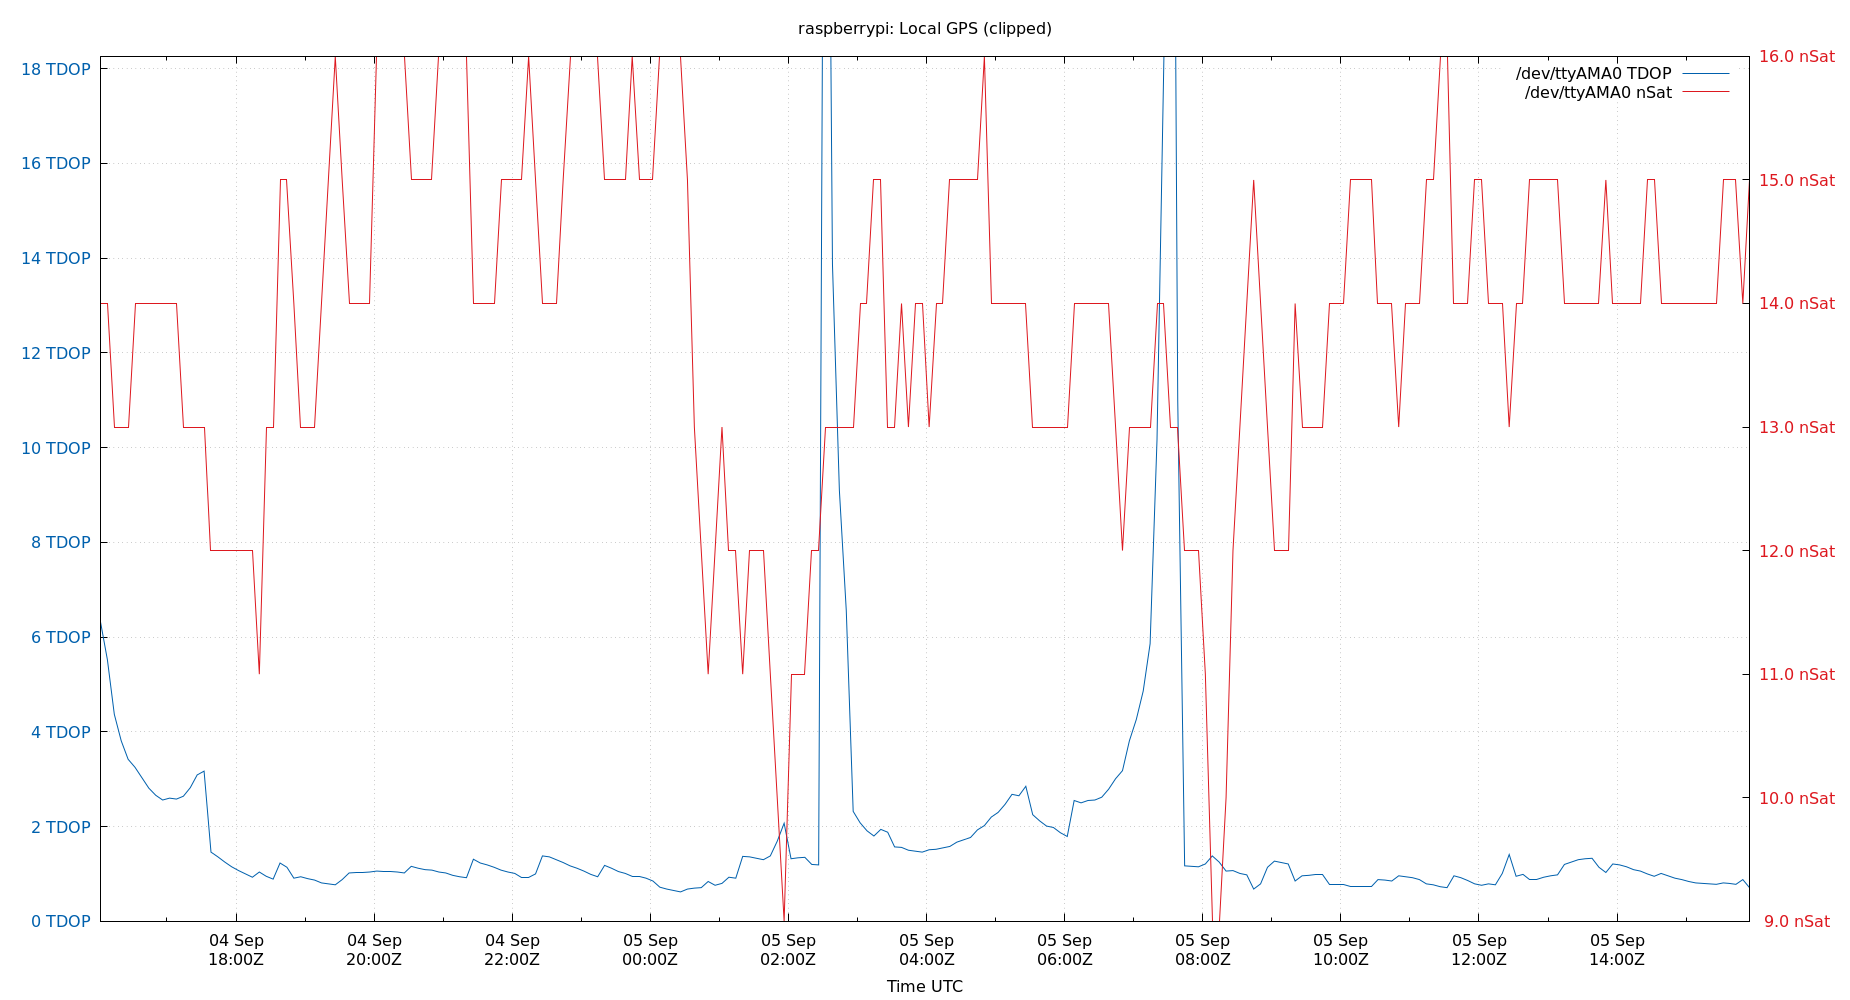 raspberrypi: Local GPS (clipped)
/dev/ttyAMA0 TDOP
/dev/ttyAMA0 nSat
18 TDOP
16 TDOP
14 TDOP
12 TDOP
10 TDOP
8 TDOP
6 TDOP
4 TDOP
2 TDOP
0 TDOP
16.0 nSat
15.0 nSat
14.0 nSat
13.0 nSat
12.0 nSat
11.0 nSat
10.0 nSat
9.0 nSat
04 Sep
18:00Z
04 Sep
20:00Z
04 Sep
22:00Z
05 Sep
00:00Z
05 Sep
02:00Z
05 Sep
04:00Z
05 Sep
06:00Z
05 Sep
08:00Z
05 Sep
10:00Z
05 Sep
12:00Z
05 Sep
14:00Z
Time UTC